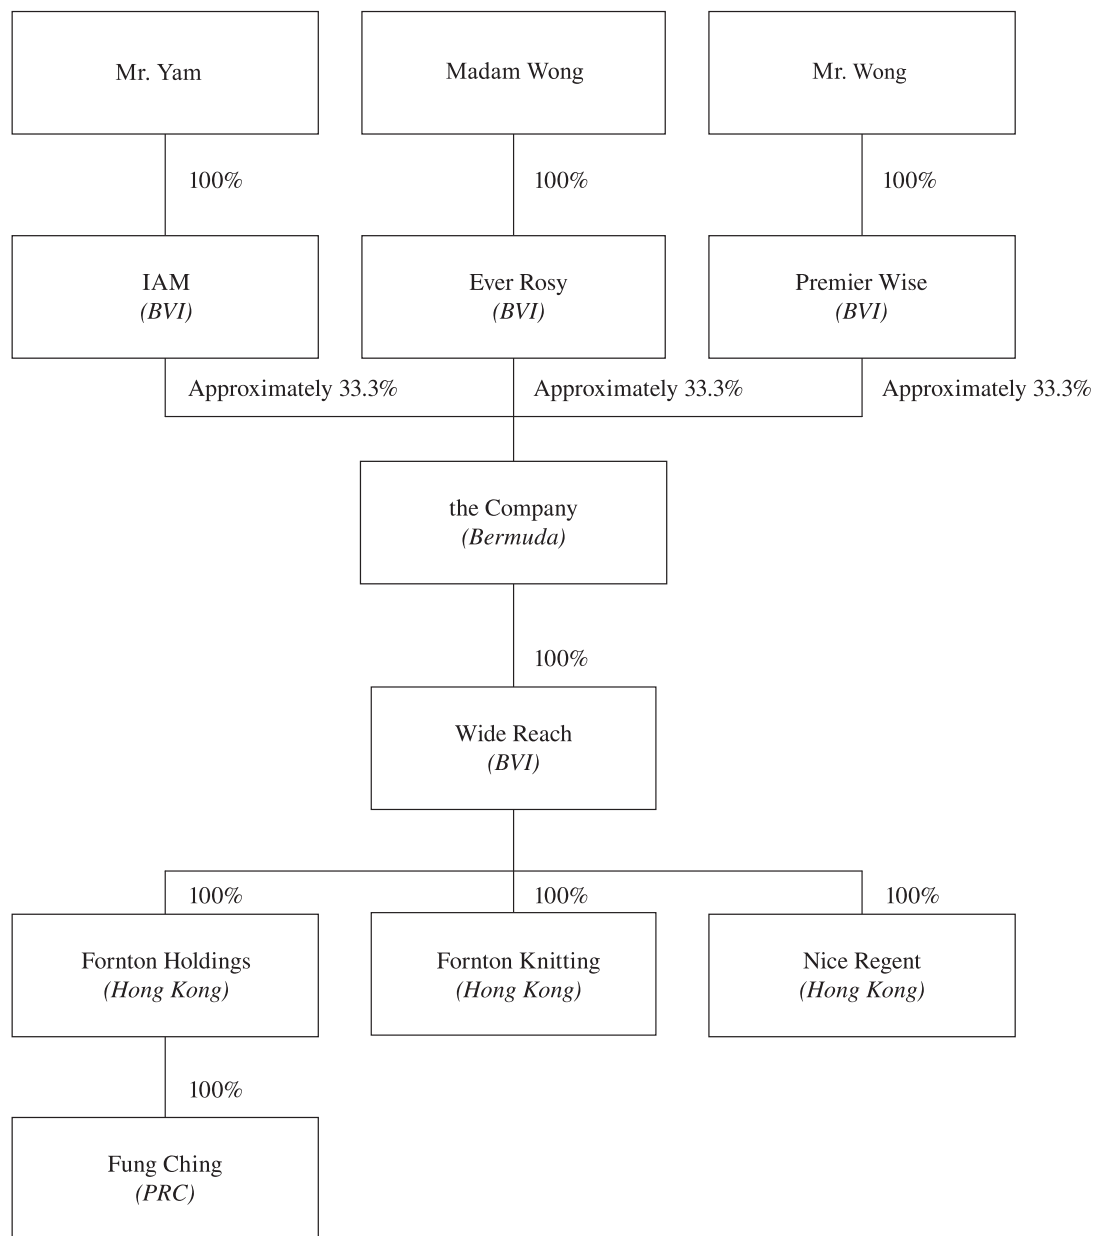 Mr. Yam
Madam Wong
Mr. Wong
100%
100%
100%
IAM
(BVI)
Ever Rosy
(BVI)
Premier Wise
(BVI)
Approximately 33.3%
Approximately 33.3%
Approximately 33.3%
the Company
(Bermuda)
100%
Wide Reach
(BVI)
100%
100%
100%
Fornton Holdings
(Hong Kong)
Fornton Knitting
(Hong Kong)
Nice Regent
(Hong Kong)
100%
Fung Ching
(PRC)